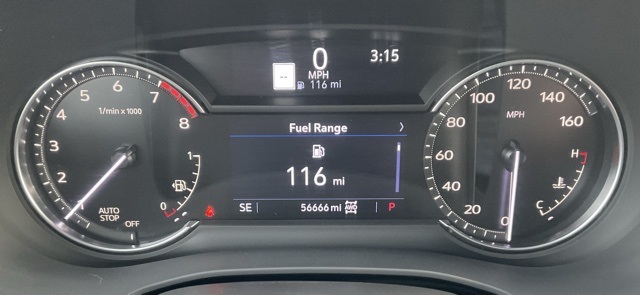 0
MPH
3:15
116 mi
1/min x 1000
1
2
3
4
5
6
7
8
AUTO
STOP
OFF
1
0
Fuel Range
116 mi
SE 56666 mi AWD P
MPH
0
20
40
60
80
100
120
140
160
H
C